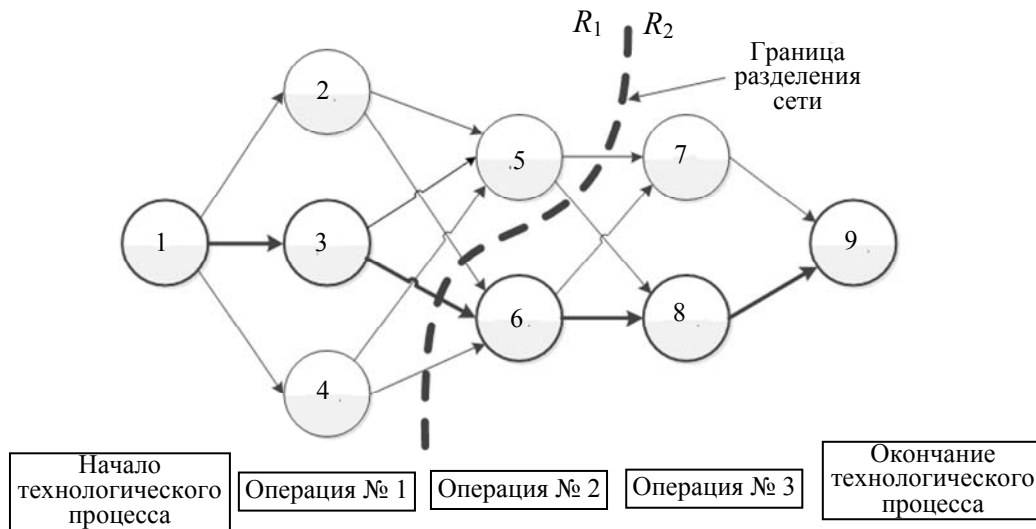 R₁ R₂
Граница
разделения
сети
2
5
7
1
3
9
6
8
4
Начало
технологического
процесса
Операция № 1
Операция № 2
Операция № 3
Окончание
технологического
процесса